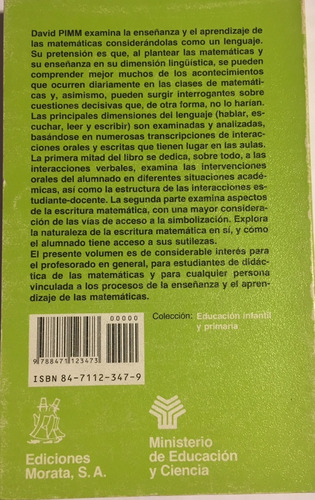 David PIMM examina la enseñanza y el aprendizaje de
las matemáticas considerándolas como un lenguaje.
Su pretensión es que, al plantear las matemáticas y
su enseñanza en su dimensión lingüística, se pueden
comprender mejor muchos de los acontecimientos
que ocurren diariamente en las clases de matemáti-
cas y, asimismo, pueden surgir interrogantes sobre
cuestiones decisivas que, de otra forma, no lo harían.
Las principales dimensiones del lenguaje (hablar, es-
cuchar, leer y escribir) son examinadas y analizadas,
basándose en numerosas transcripciones de interac-
ciones orales y escritas que tienen lugar en las aulas.
La primera mitad del libro se dedica, sobre todo, a las
interacciones verbales, examina las intervenciones
orales del alumnado en diferentes situaciones acadé-
micas, así como la estructura de las interacciones es-
tudiante-docente. La segunda parte examina aspectos
de la escritura matemática, con una mayor considera-
ción de las vías de acceso a la simbolización. Explora
la naturaleza de la escritura matemática en sí, y cómo
el alumnado tiene acceso a sus sutilezas.
El presente volumen es de considerable interés para
el profesorado en general, para estudiantes de didác-
tica de las matemáticas y para cualquier persona
vinculada a los procesos de la enseñanza y el apren-
dizaje de las matemáticas.
Colección: Educación infantil
y primaria
00000
9 788471 123473
ISBN 84-7112-347-9
Ediciones
Morata, S. A.
Ministerio
de Educación
y Ciencia